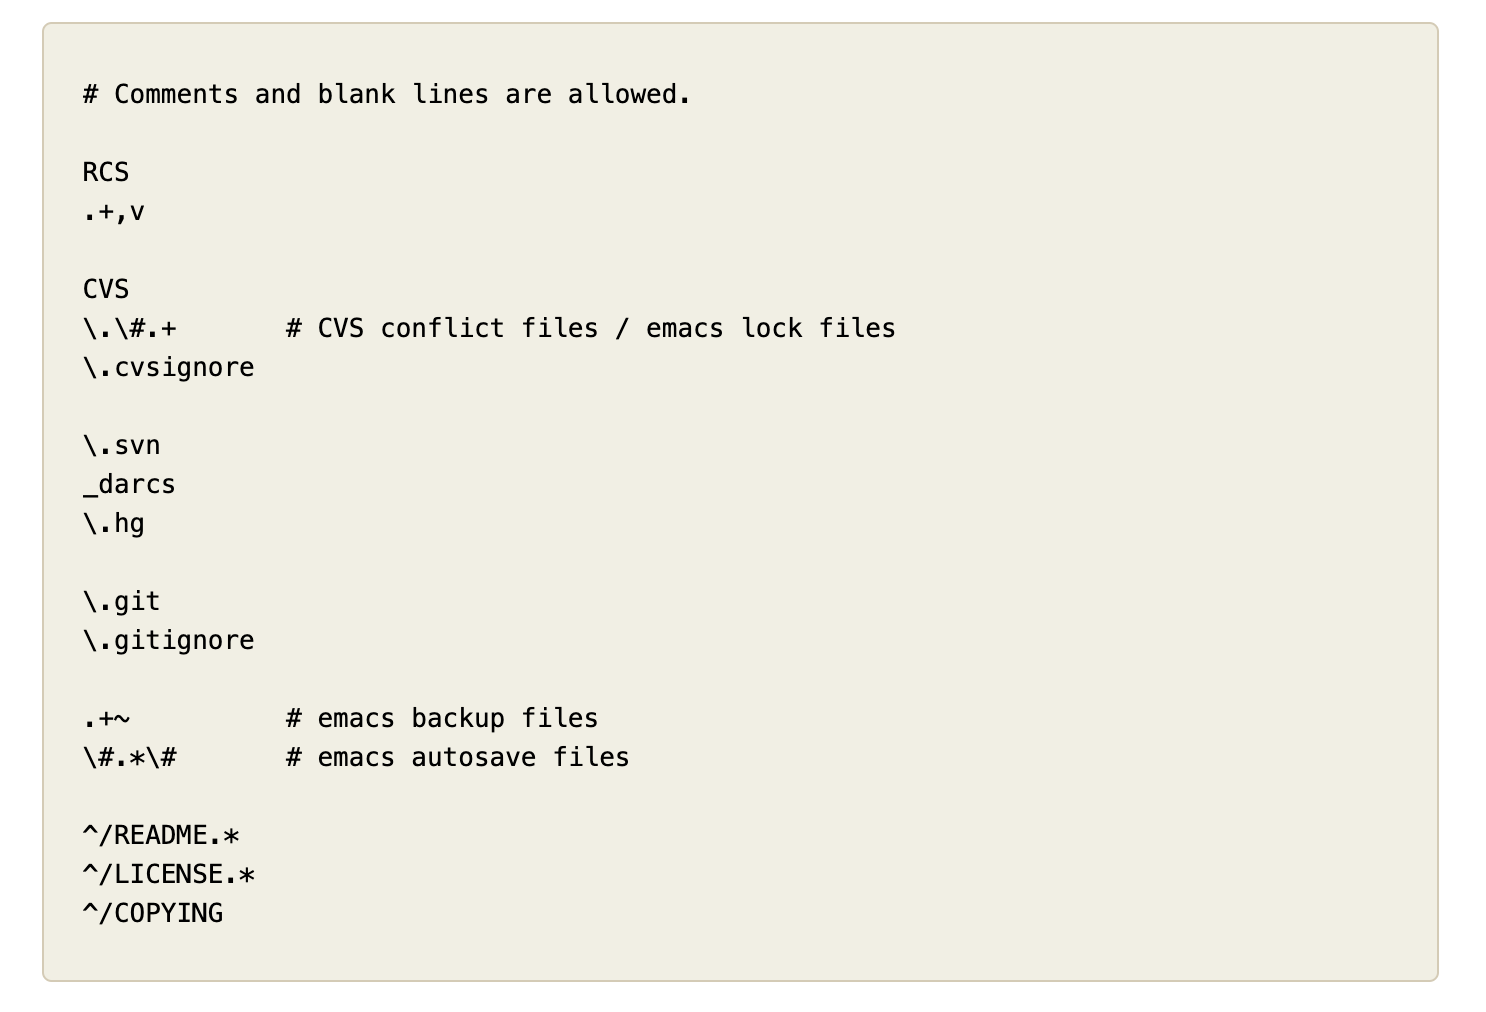 # Comments and blank lines are allowed.

RCS
.+,v

CVS
\.\#.+       # CVS conflict files / emacs lock files
\.cvsignore

\.svn
_darcs
\.hg

\.git
\.gitignore

.+~          # emacs backup files
\#.*\#       # emacs autosave files

^/README.*
^/LICENSE.*
^/COPYING